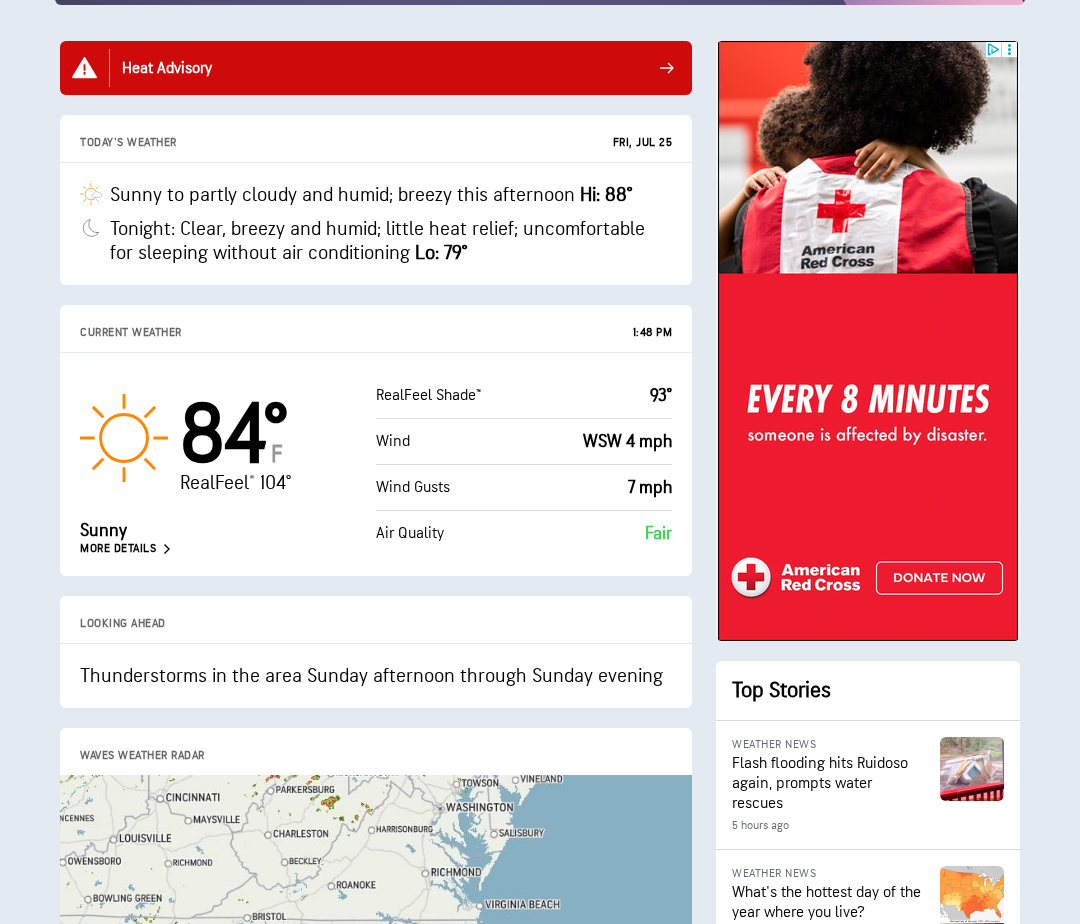 Heat Advisory
TODAY'S WEATHER
FRI, JUL 25
Sunny to partly cloudy and humid; breezy this afternoon Hi: 88°
Tonight: Clear, breezy and humid; little heat relief; uncomfortable
for sleeping without air conditioning Lo: 79°
CURRENT WEATHER
1:48 PM
84°F
RealFeel® 104°
Sunny
MORE DETAILS
RealFeel Shade™ 93°
Wind WSW 4 mph
Wind Gusts 7 mph
Air Quality Fair
LOOKING AHEAD
Thunderstorms in the area Sunday afternoon through Sunday evening
WAVES WEATHER RADAR
VINELAND
TOWSON
PARKERSBURG
CINCINNATI
WASHINGTON
NCENNES
MAYSVILLE
HARRISONBURG
CHARLESTON
SALISBURY
LOUISVILLE
OWENSBORO
RICHMOND
BECKLEY
RICHMOND
ROANOKE
BOWLING GREEN
VIRGINIA BEACH
BRISTOL
American
Red Cross
EVERY 8 MINUTES
someone is affected by disaster.
American
Red Cross
DONATE NOW
Top Stories
WEATHER NEWS
Flash flooding hits Ruidoso
again, prompts water
rescues
5 hours ago
WEATHER NEWS
What's the hottest day of the
year where you live?